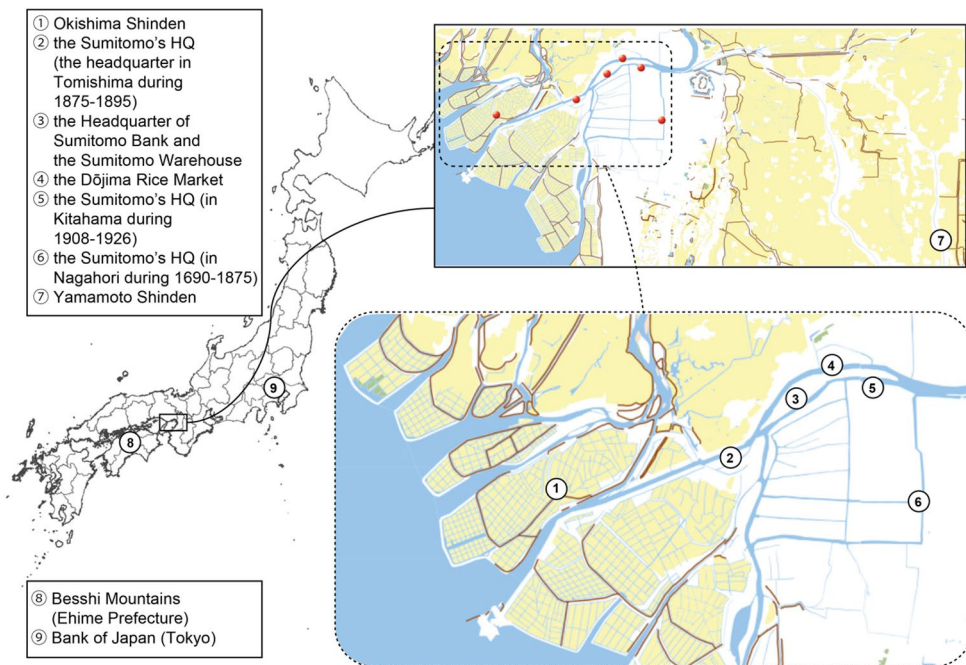 ① Okishima Shinden
② the Sumitomo's HQ
(the headquarter in
Tomishima during
1875-1895)
③ the Headquarter of
Sumitomo Bank and
the Sumitomo Warehouse
④ the Dōjima Rice Market
⑤ the Sumitomo's HQ (in
Kitahama during
1908-1926)
⑥ the Sumitomo's HQ (in
Nagahori during 1690-1875)
⑦ Yamamoto Shinden
7
9
8
4
5
3
2
1
6
⑧ Besshi Mountains
(Ehime Prefecture)
⑨ Bank of Japan (Tokyo)